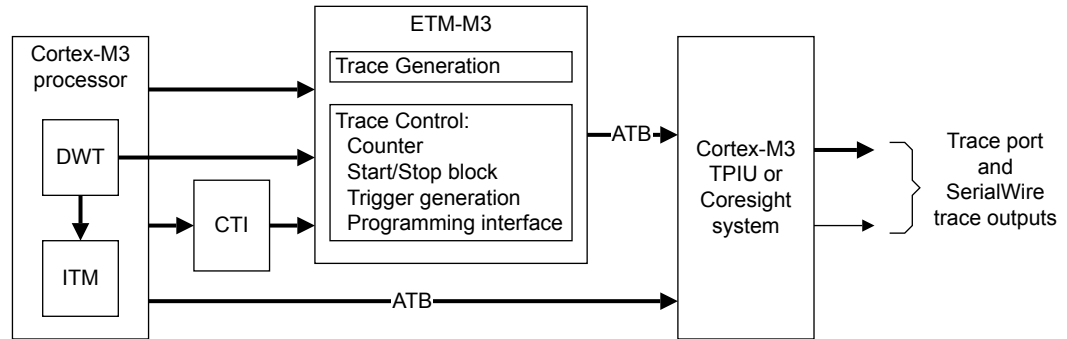 ETM-M3
Cortex-M3
processor
Trace Generation
DWT
ITM
CTI
Trace Control:
Counter
Start/Stop block
Trigger generation
Programming interface
ATB
ATB
Cortex-M3
TPIU or
Coresight
system
Trace port
and
SerialWire
trace outputs